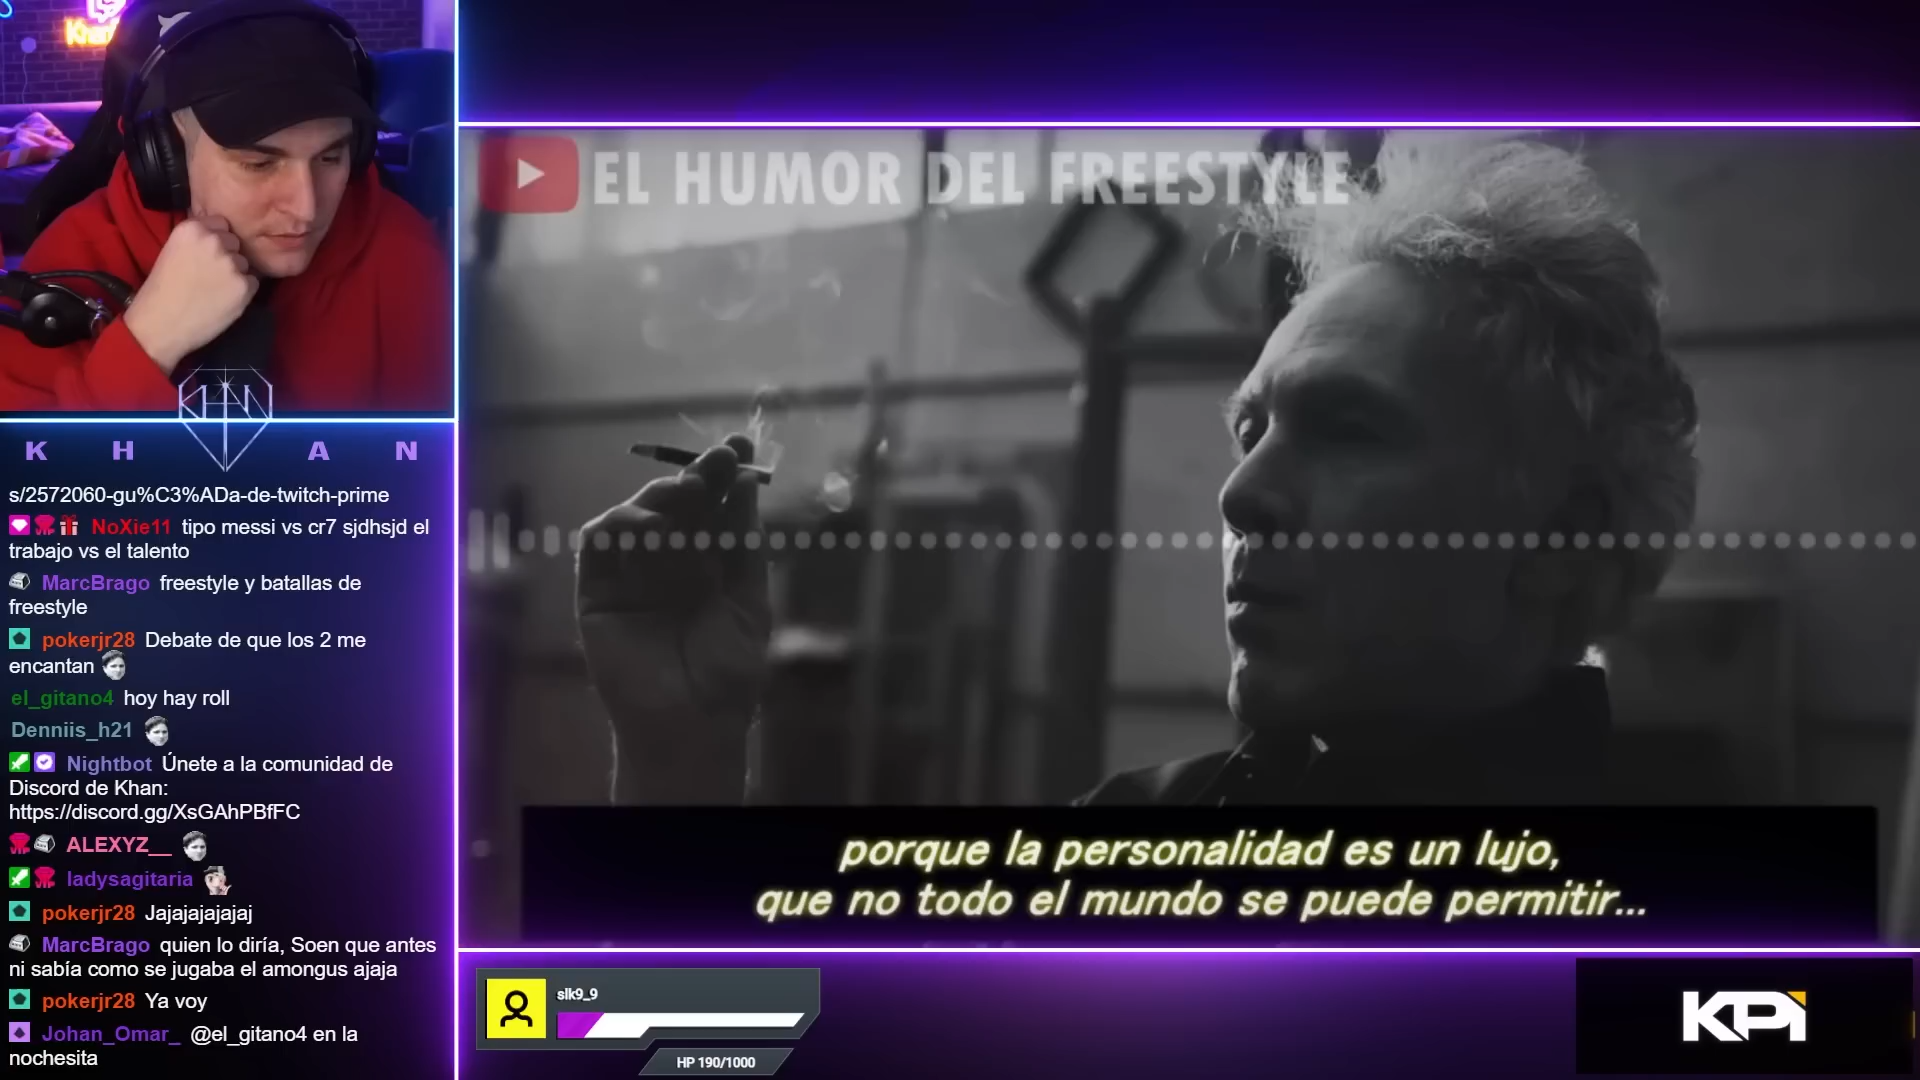 Khan
K H A N
KHAN
s/2572060-gu%C3%ADa-de-twitch-prime
NoXie11 tipo messi vs cr7 sjdhsjd el
trabajo vs el talento
MarcBrago freestyle y batallas de
freestyle
pokerjr28 Debate de que los 2 me
encantan
el_gitano4 hoy hay roll
Denniis_h21
Nightbot Únete a la comunidad de
Discord de Khan:
https://discord.gg/XsGAhPBfFC
ALEXYZ__
ladysagitaria
pokerjr28 Jajajajajajaj
MarcBrago quien lo diría, Soen que antes
ni sabía como se jugaba el amongus ajaja
pokerjr28 Ya voy
Johan_Omar_ @el_gitano4 en la
nochesita
EL HUMOR DEL FREESTYLE
porque la personalidad es un lujo,
que no todo el mundo se puede permitir...
slk9_9
HP 190/1000
KPi